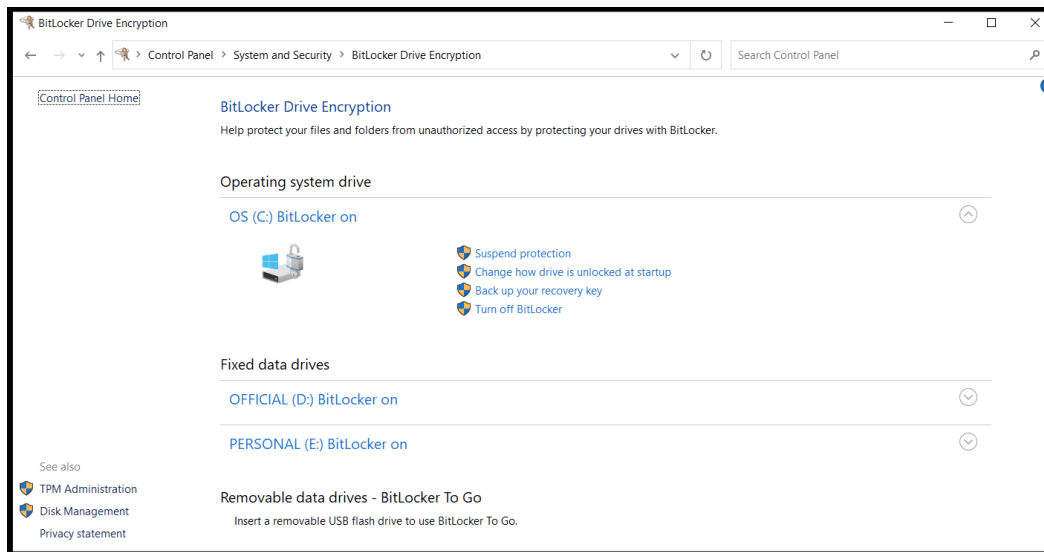 BitLocker Drive Encryption
Control Panel > System and Security > BitLocker Drive Encryption
Search Control Panel
Control Panel Home
BitLocker Drive Encryption
Help protect your files and folders from unauthorized access by protecting your drives with BitLocker.
Operating system drive
OS (C:) BitLocker on
Suspend protection
Change how drive is unlocked at startup
Back up your recovery key
Turn off BitLocker
Fixed data drives
OFFICIAL (D:) BitLocker on
PERSONAL (E:) BitLocker on
Removable data drives - BitLocker To Go
Insert a removable USB flash drive to use BitLocker To Go.
See also
TPM Administration
Disk Management
Privacy statement